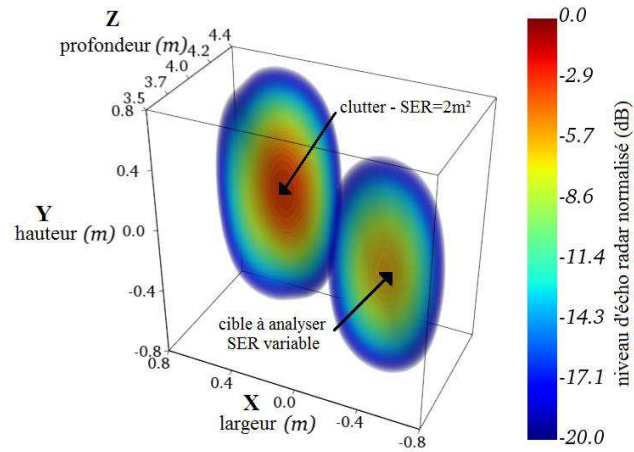 Z
profondeur (m)
4.4
4.2
4.0
3.7
3.5
0.8
0.4
Y
hauteur (m)
0.0
-0.4
-0.8
0.8
0.4
X
largeur (m)
0.0
-0.4
-0.8
clutter - SER=2m²
cible à analyser
SER variable
0.0
-2.9
-5.7
-8.6
-11.4
-14.3
-17.1
-20.0
niveau d'écho radar normalisé (dB)